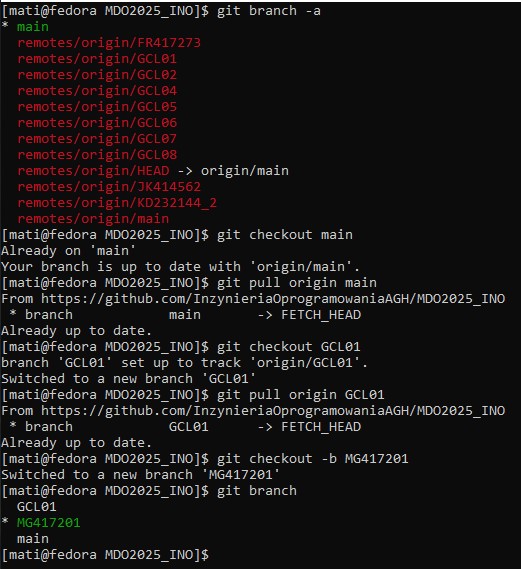 [mati@fedora MDO2025_INO]$ git branch -a
* main
  remotes/origin/FR417273
  remotes/origin/GCL01
  remotes/origin/GCL02
  remotes/origin/GCL04
  remotes/origin/GCL05
  remotes/origin/GCL06
  remotes/origin/GCL07
  remotes/origin/GCL08
  remotes/origin/HEAD -> origin/main
  remotes/origin/JK414562
  remotes/origin/KD232144_2
  remotes/origin/main
[mati@fedora MDO2025_INO]$ git checkout main
Already on 'main'
Your branch is up to date with 'origin/main'.
[mati@fedora MDO2025_INO]$ git pull origin main
From https://github.com/InzynieriaOprogramowaniaAGH/MDO2025_INO
 * branch            main       -> FETCH_HEAD
Already up to date.
[mati@fedora MDO2025_INO]$ git checkout GCL01
branch 'GCL01' set up to track 'origin/GCL01'.
Switched to a new branch 'GCL01'
[mati@fedora MDO2025_INO]$ git pull origin GCL01
From https://github.com/InzynieriaOprogramowaniaAGH/MDO2025_INO
 * branch            GCL01      -> FETCH_HEAD
Already up to date.
[mati@fedora MDO2025_INO]$ git checkout -b MG417201
Switched to a new branch 'MG417201'
[mati@fedora MDO2025_INO]$ git branch
  GCL01
* MG417201
  main
[mati@fedora MDO2025_INO]$